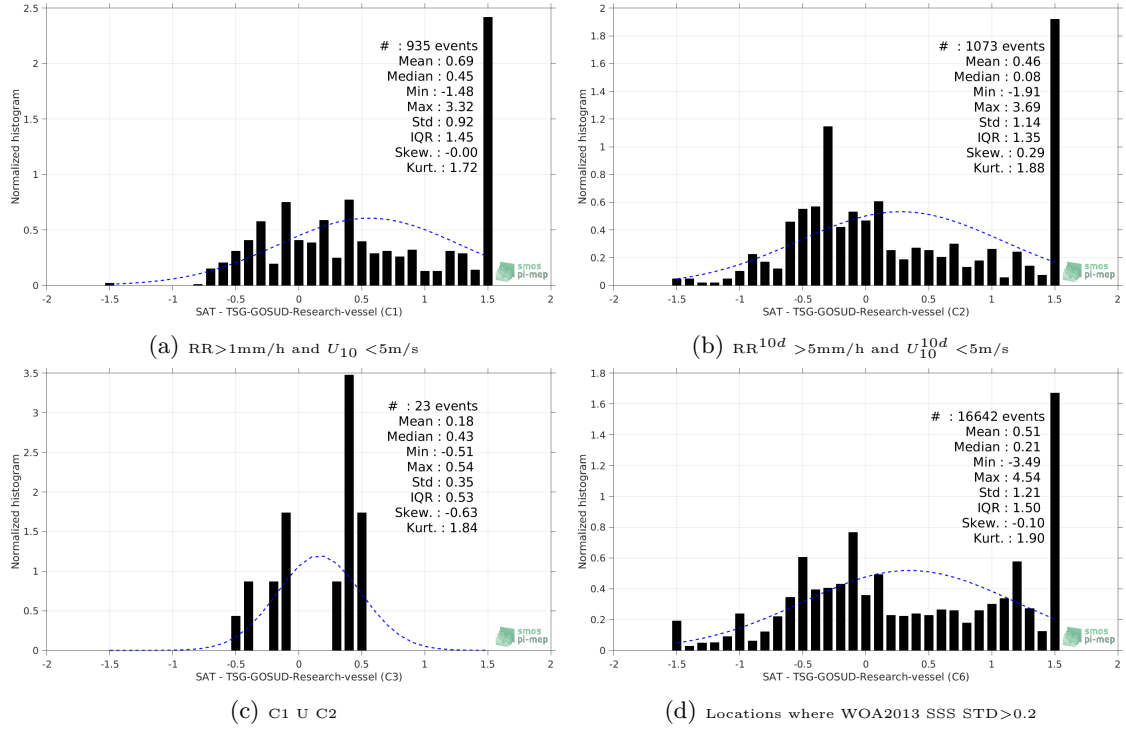 2.5
2
1.5
1
0.5
0
-2
-1.5
-1
-0.5
0
0.5
1
1.5
2
Normalized histogram
# : 935 events
Mean : 0.69
Median : 0.45
Min : -1.48
Max : 3.32
Std : 0.92
IQR : 1.45
Skew. : -0.00
Kurt. : 1.72
smos
pi-mep
SAT - TSG-GOSUD-Research-vessel (C1)
(a) RR>1mm/h and U10 <5m/s
2
1.8
1.6
1.4
1.2
1
0.8
0.6
0.4
0.2
0
-2
-1.5
-1
-0.5
0
0.5
1
1.5
2
Normalized histogram
# : 1073 events
Mean : 0.46
Median : 0.08
Min : -1.91
Max : 3.69
Std : 1.14
IQR : 1.35
Skew. : 0.29
Kurt. : 1.88
smos
pi-mep
SAT - TSG-GOSUD-Research-vessel (C2)
(b) RR^10d >5mm/h and U10^10d <5m/s
3.5
3
2.5
2
1.5
1
0.5
0
-2
-1.5
-1
-0.5
0
0.5
1
1.5
2
Normalized histogram
# : 23 events
Mean : 0.18
Median : 0.43
Min : -0.51
Max : 0.54
Std : 0.35
IQR : 0.53
Skew. : -0.63
Kurt. : 1.84
smos
pi-mep
SAT - TSG-GOSUD-Research-vessel (C3)
(c) C1 U C2
1.8
1.6
1.4
1.2
1
0.8
0.6
0.4
0.2
0
-2
-1.5
-1
-0.5
0
0.5
1
1.5
2
Normalized histogram
# : 16642 events
Mean : 0.51
Median : 0.21
Min : -3.49
Max : 4.54
Std : 1.21
IQR : 1.50
Skew. : -0.10
Kurt. : 1.90
smos
pi-mep
SAT - TSG-GOSUD-Research-vessel (C6)
(d) Locations where WOA2013 SSS STD>0.2